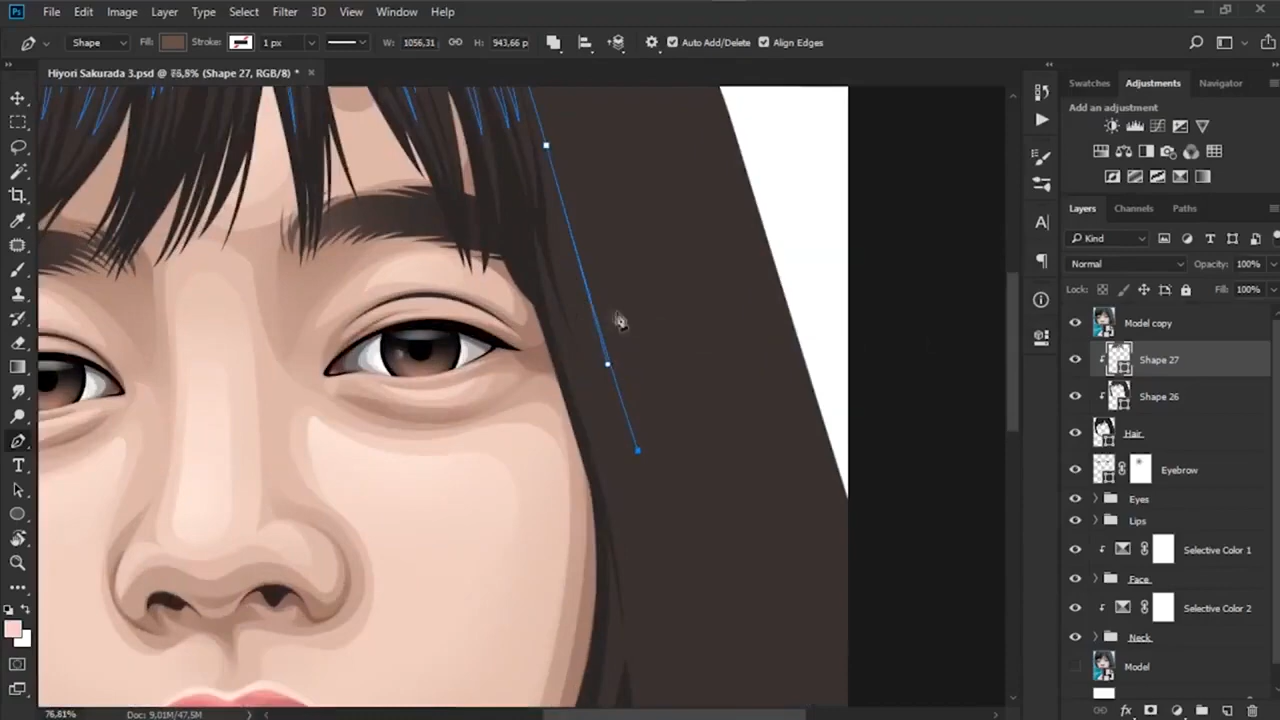 Ps File Edit Image Layer Type Select Filter 3D View Window Help
Shape Fill: Stroke: 1 px W: 1056,31 H: 943,66 p Auto Add/Delete Align Edges
Hiyori Sakurada 3.psd @ 76,8% (Shape 27, RGB/8) *
Swatches Adjustments Navigator
Add an adjustment
Layers Channels Paths
Kind
Normal Opacity: 100%
Lock: Fill: 100%
Model copy
Shape 27
Shape 26
Hair
Eyebrow
Eyes
Lips
Selective Color 1
Face
Selective Color 2
Neck
Model
76,81% Doc: 9,01M/47,5M